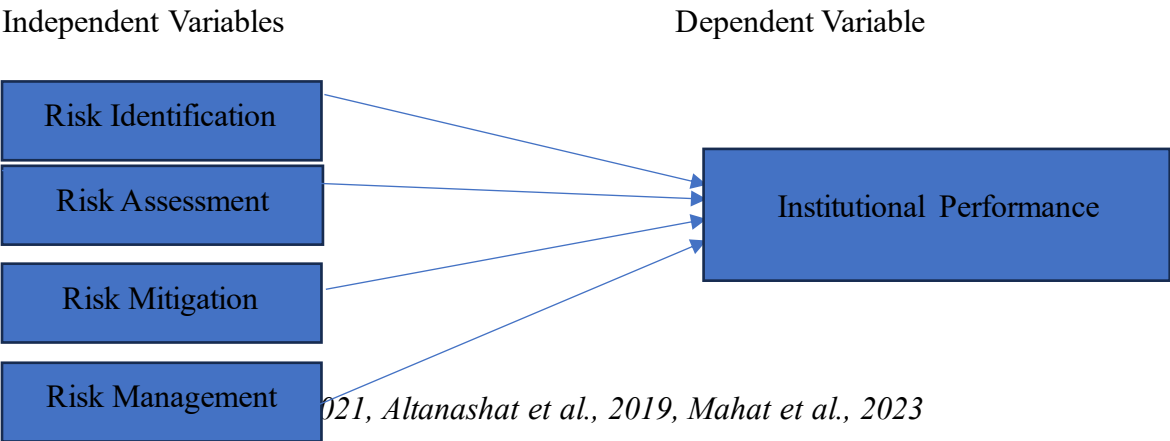 Independent Variables
Dependent Variable
Risk Identification
Risk Assessment
Institutional Performance
Risk Mitigation
Risk Management
21, Altanashat et al., 2019, Mahat et al., 2023